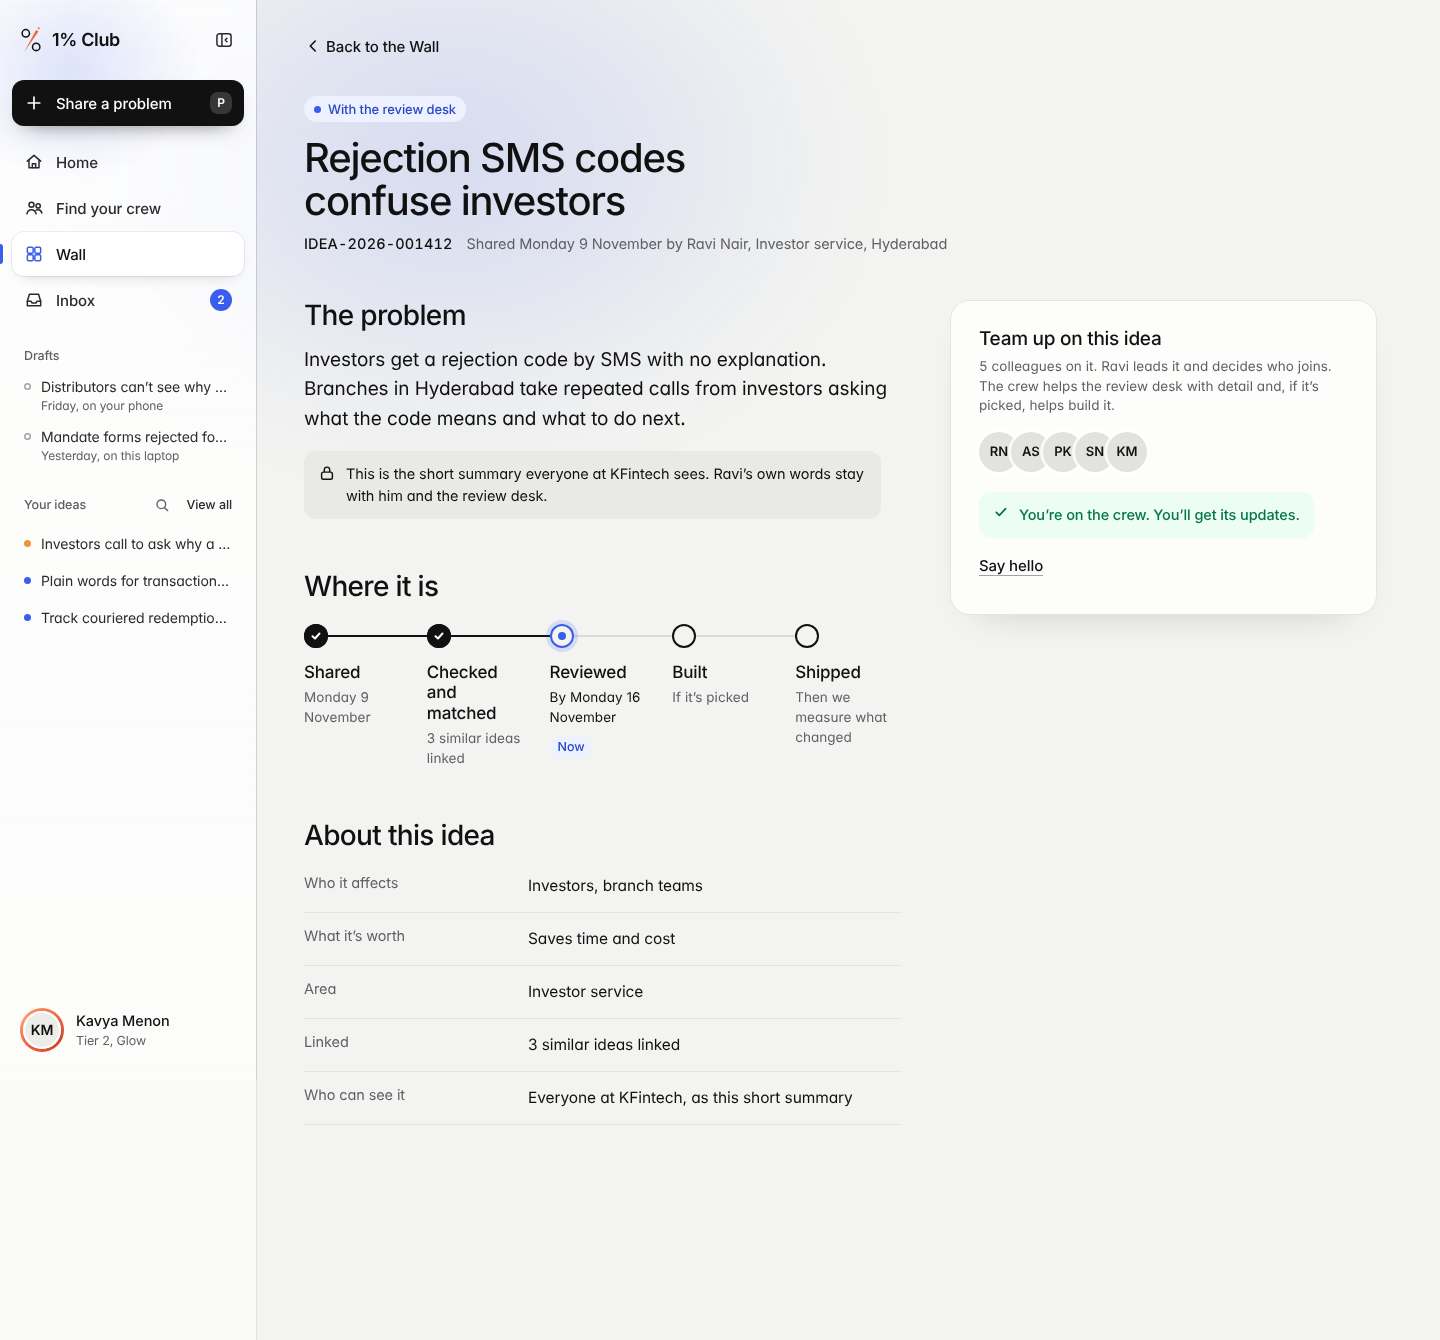 1% Club
Share a problem P
Home
Find your crew
Wall
Inbox 2
Drafts
Distributors can’t see why ...
Friday, on your phone
Mandate forms rejected fo...
Yesterday, on this laptop
Your ideas View all
Investors call to ask why a ...
Plain words for transaction...
Track couriered redemptio...
KM
Kavya Menon
Tier 2, Glow
Back to the Wall
With the review desk
Rejection SMS codes
confuse investors
IDEA-2026-001412 Shared Monday 9 November by Ravi Nair, Investor service, Hyderabad
The problem
Investors get a rejection code by SMS with no explanation.
Branches in Hyderabad take repeated calls from investors asking
what the code means and what to do next.
This is the short summary everyone at KFintech sees. Ravi’s own words stay
with him and the review desk.
Where it is
Shared
Monday 9
November
Checked
and
matched
3 similar ideas
linked
Reviewed
By Monday 16
November
Now
Built
If it’s picked
Shipped
Then we
measure what
changed
About this idea
Who it affects Investors, branch teams
What it’s worth Saves time and cost
Area Investor service
Linked 3 similar ideas linked
Who can see it Everyone at KFintech, as this short summary
Team up on this idea
5 colleagues on it. Ravi leads it and decides who joins.
The crew helps the review desk with detail and, if it’s
picked, helps build it.
RN AS PK SN KM
You’re on the crew. You’ll get its updates.
Say hello